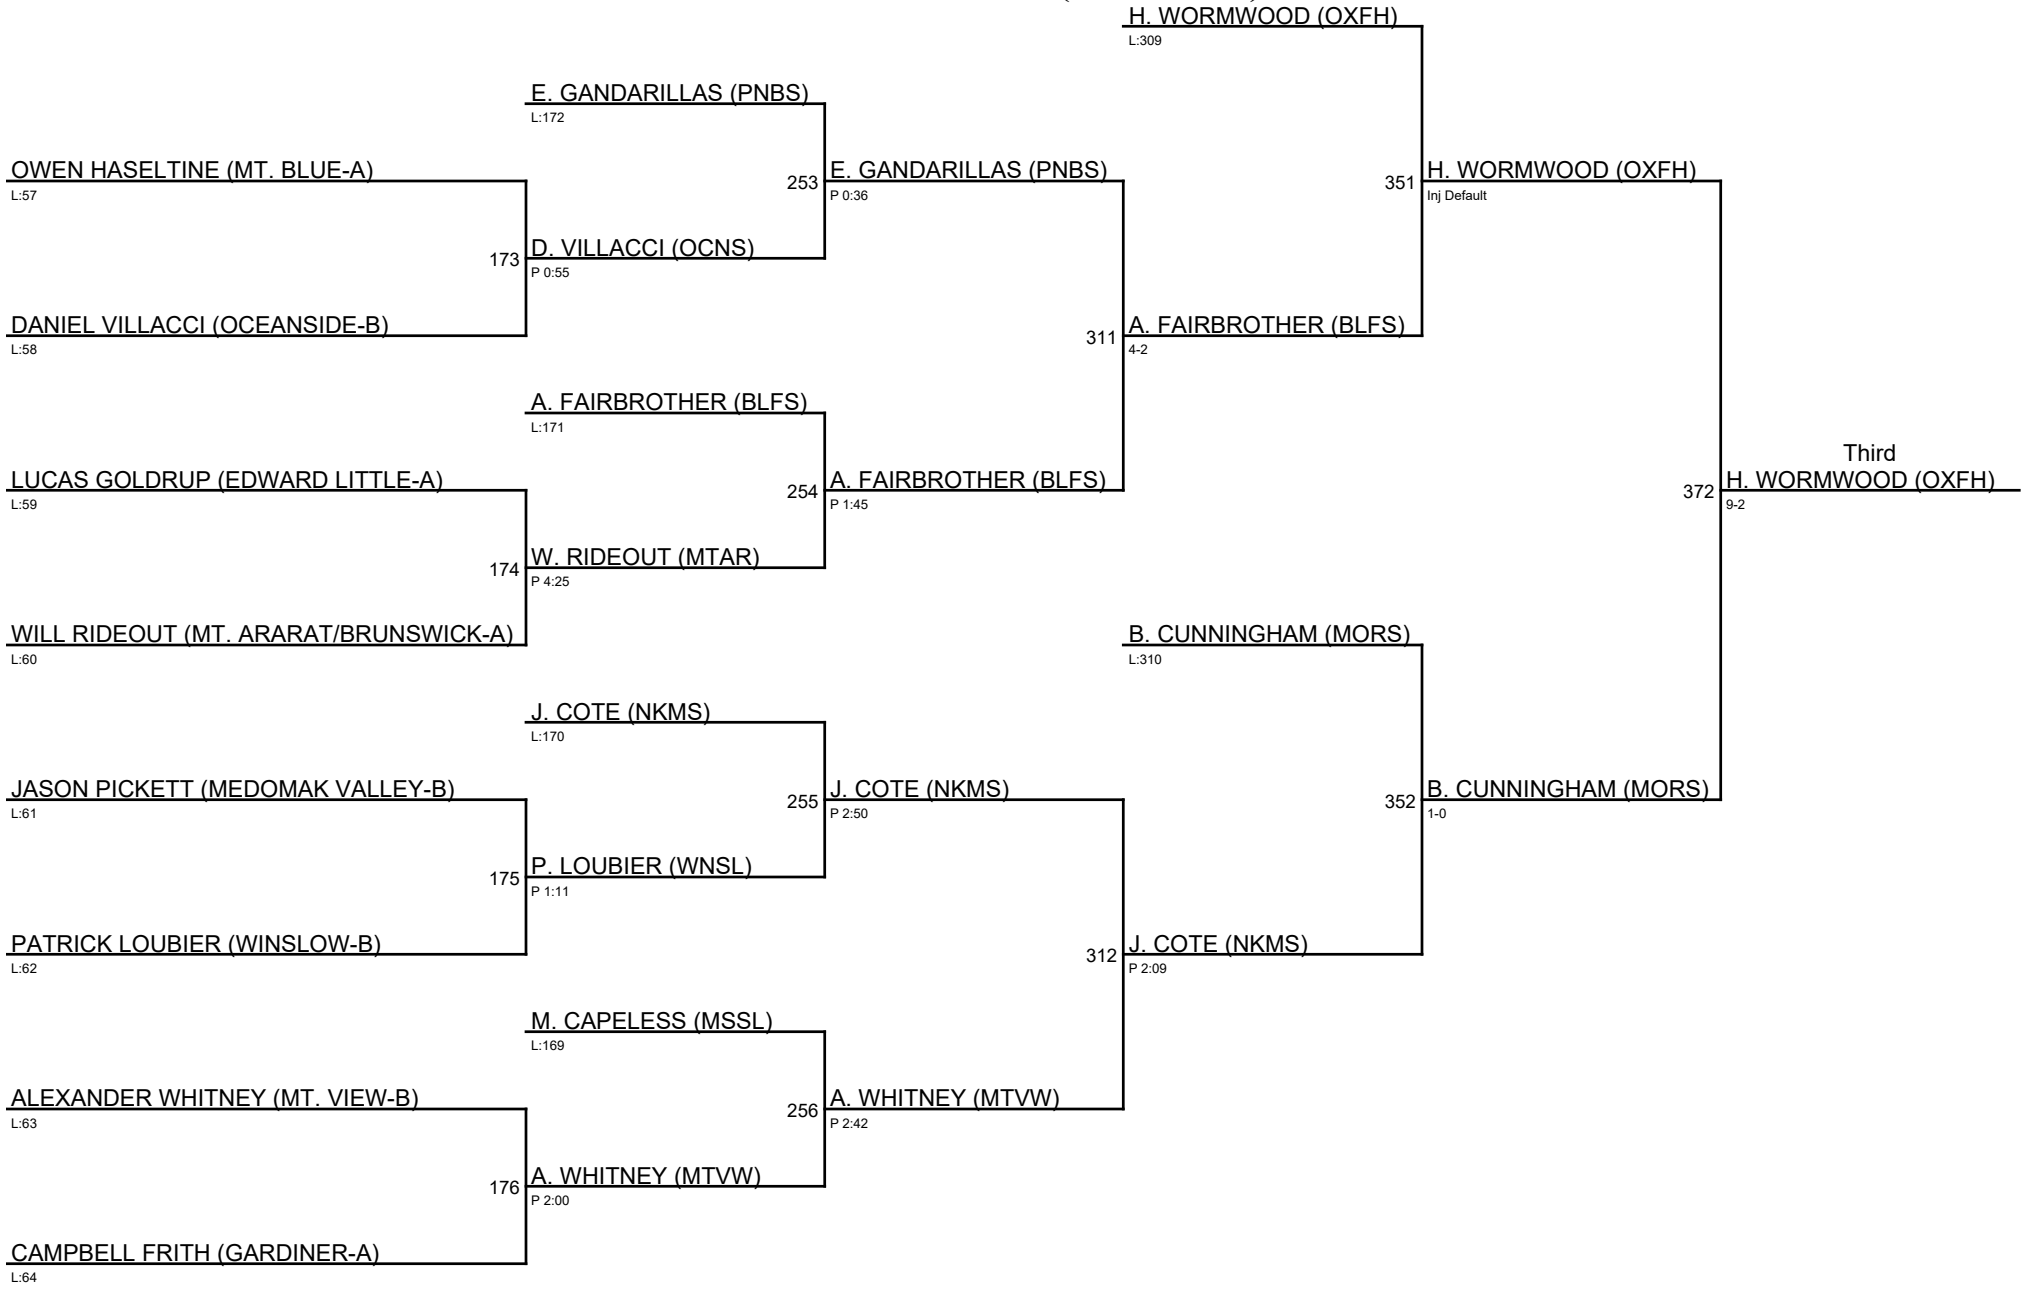 H. WORMWOOD (OXFH)
L:309
E. GANDARILLAS (PNBS)
L:172
OWEN HASELTINE (MT. BLUE-A)
L:57
253
E. GANDARILLAS (PNBS)
P 0:36
351
H. WORMWOOD (OXFH)
Inj Default
173
D. VILLACCI (OCNS)
P 0:55
DANIEL VILLACCI (OCEANSIDE-B)
L:58
311
A. FAIRBROTHER (BLFS)
4-2
A. FAIRBROTHER (BLFS)
L:171
Third
LUCAS GOLDRUP (EDWARD LITTLE-A)
L:59
254
A. FAIRBROTHER (BLFS)
P 1:45
372
H. WORMWOOD (OXFH)
9-2
174
W. RIDEOUT (MTAR)
P 4:25
WILL RIDEOUT (MT. ARARAT/BRUNSWICK-A)
L:60
B. CUNNINGHAM (MORS)
L:310
J. COTE (NKMS)
L:170
JASON PICKETT (MEDOMAK VALLEY-B)
L:61
255
J. COTE (NKMS)
P 2:50
352
B. CUNNINGHAM (MORS)
1-0
175
P. LOUBIER (WNSL)
P 1:11
PATRICK LOUBIER (WINSLOW-B)
L:62
312
J. COTE (NKMS)
P 2:09
M. CAPELESS (MSSL)
L:169
ALEXANDER WHITNEY (MT. VIEW-B)
L:63
256
A. WHITNEY (MTVW)
P 2:42
176
A. WHITNEY (MTVW)
P 2:00
CAMPBELL FRITH (GARDINER-A)
L:64